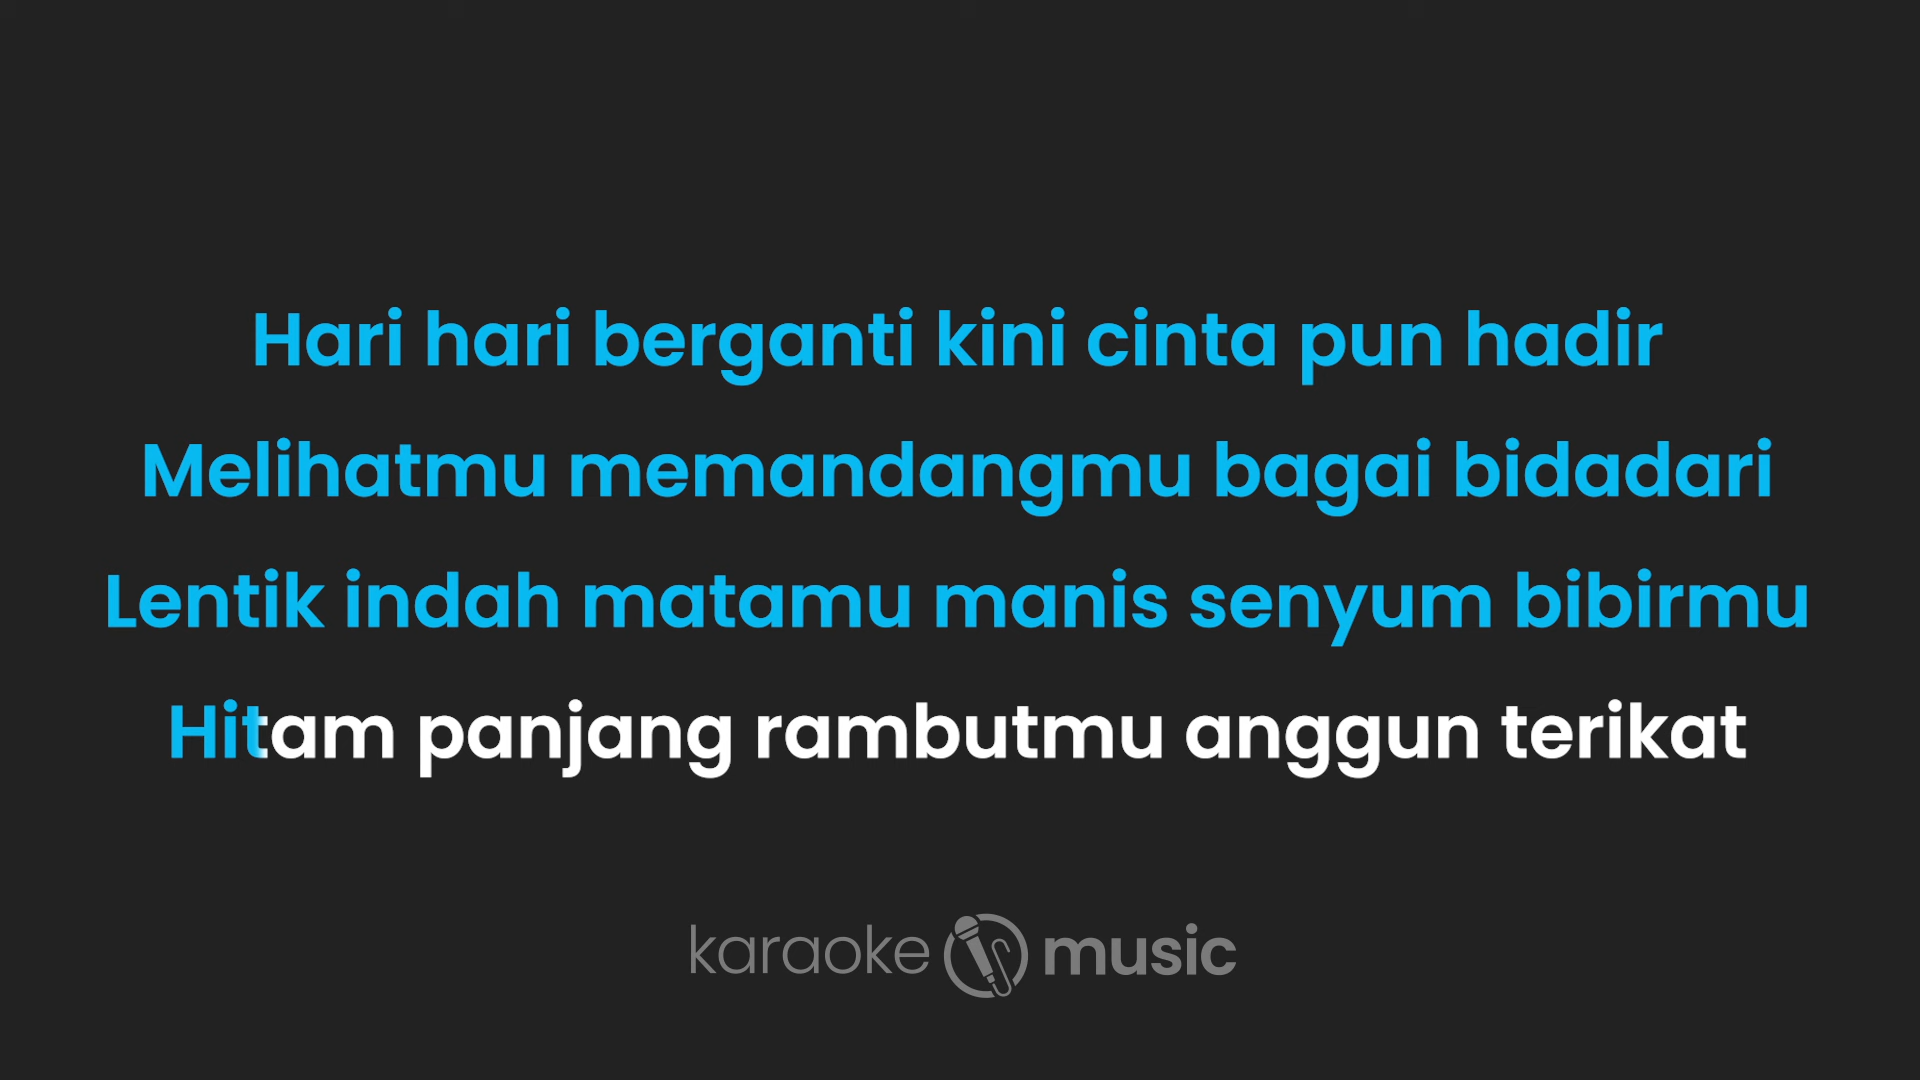 Hari hari berganti kini cinta pun hadir
Melihatmu memandangmu bagai bidadari
Lentik indah matamu manis senyum bibirmu
Hitam panjang rambutmu anggun terikat
karaoke music